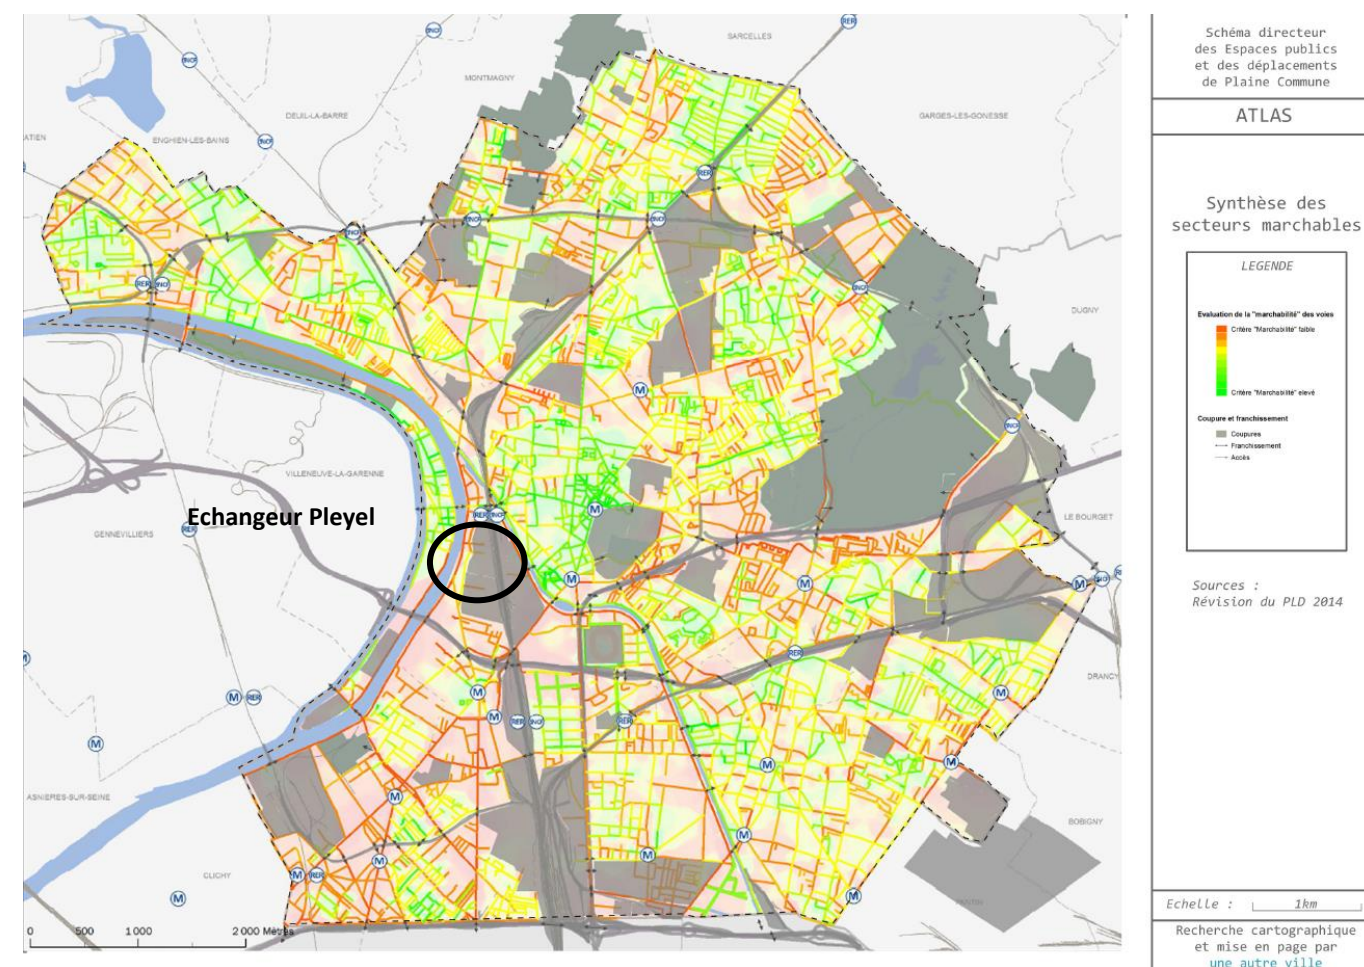 SARCELLES
MONTMAGNY
DEUIL-LA-BARRE
GARGES-LES-GONESSE
ENGHIEN-LES-BAINS
DUGNY
VILLENEUVE-LA-GARENNE
Echangeur Pleyel
GENNEVILLIERS
LE BOURGET
DRANCY
ASNIERES-SUR-SEINE
BOBIGNY
CLICHY
PANTIN
0 500 1 000 2 000 Mètres
RER
M
Schéma directeur
des Espaces publics
et des déplacements
de Plaine Commune
ATLAS
Synthèse des
secteurs marchables
LEGENDE
Evaluation de la "marchabilité" des voies
Critère "Marchabilité" faible
Critère "Marchabilité" elevé
Coupure et franchissement
Coupures
Franchissement
Accès
Sources :
Révision du PLD 2014
Echelle : 1km
Recherche cartographique
et mise en page par
une autre ville